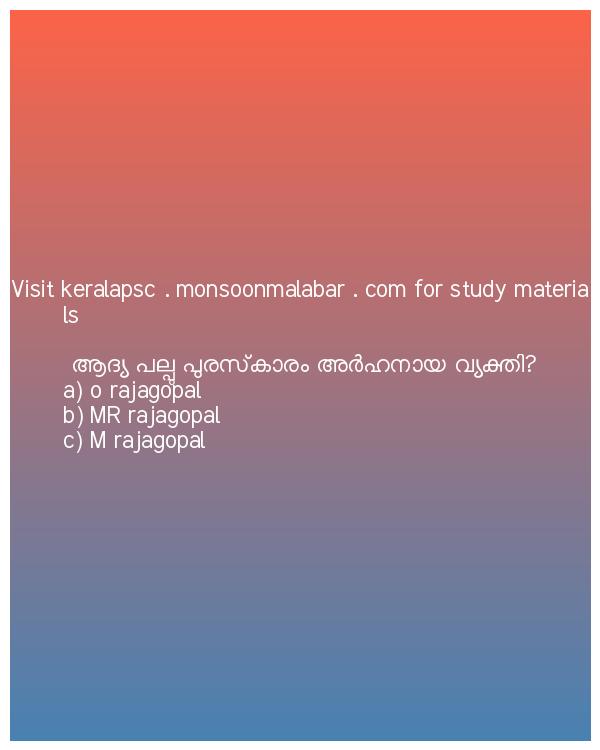 Visit keralapsc . monsoonmalabar . com for study materia
ls
ആദ്യ പല്പു പുരസ്‌കാരം അർഹനായ വ്യക്തി?
a) o rajagopal
b) MR rajagopal
c) M rajagopal